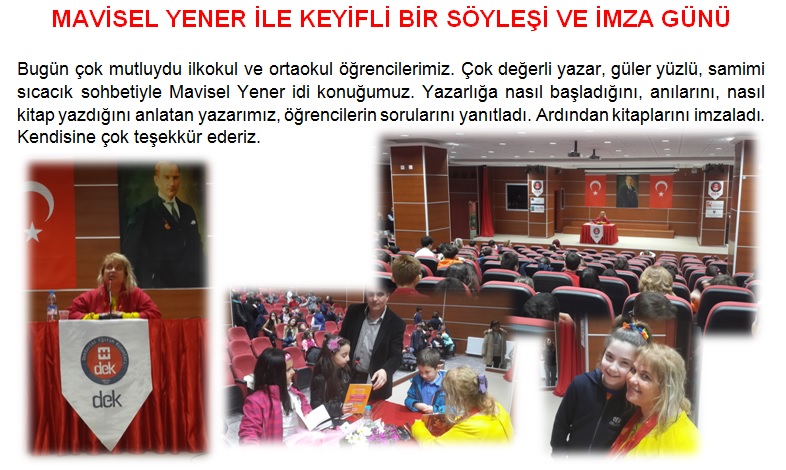 MAVİSEL YENER İLE KEYİFLİ BİR SÖYLEŞİ VE İMZA GÜNÜ
Bugün çok mutluydu ilkokul ve ortaokul öğrencilerimiz. Çok değerli yazar, güler yüzlü, samimi
sıcacık sohbetiyle Mavisel Yener idi konuğumuz. Yazarlığa nasıl başladığını, anılarını, nasıl
kitap yazdığını anlatan yazarımız, öğrencilerin sorularını yanıtladı. Ardından kitaplarını imzaladı.
Kendisine çok teşekkür ederiz.
dek
dek